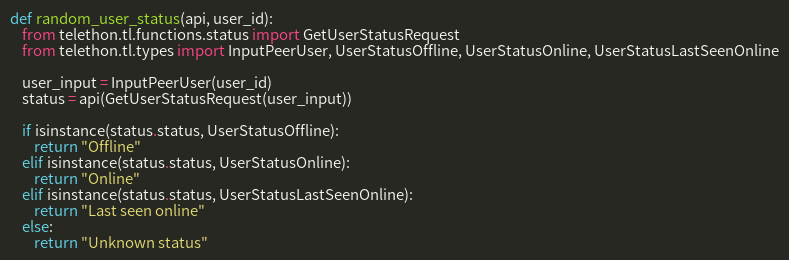 def random_user_status(api, user_id):
from telethon.tl.functions.status import GetUserStatusRequest
from telethon.tl.types import InputPeerUser, UserStatusOffline, UserStatusOnline, UserStatusLastSeenOnline
user_input = InputPeerUser(user_id)
status = api(GetUserStatusRequest(user_input))
if isinstance(status.status, UserStatusOffline):
return "Offline"
elif isinstance(status.status, UserStatusOnline):
return "Online"
elif isinstance(status.status, UserStatusLastSeenOnline):
return "Last seen online"
else:
return "Unknown status"